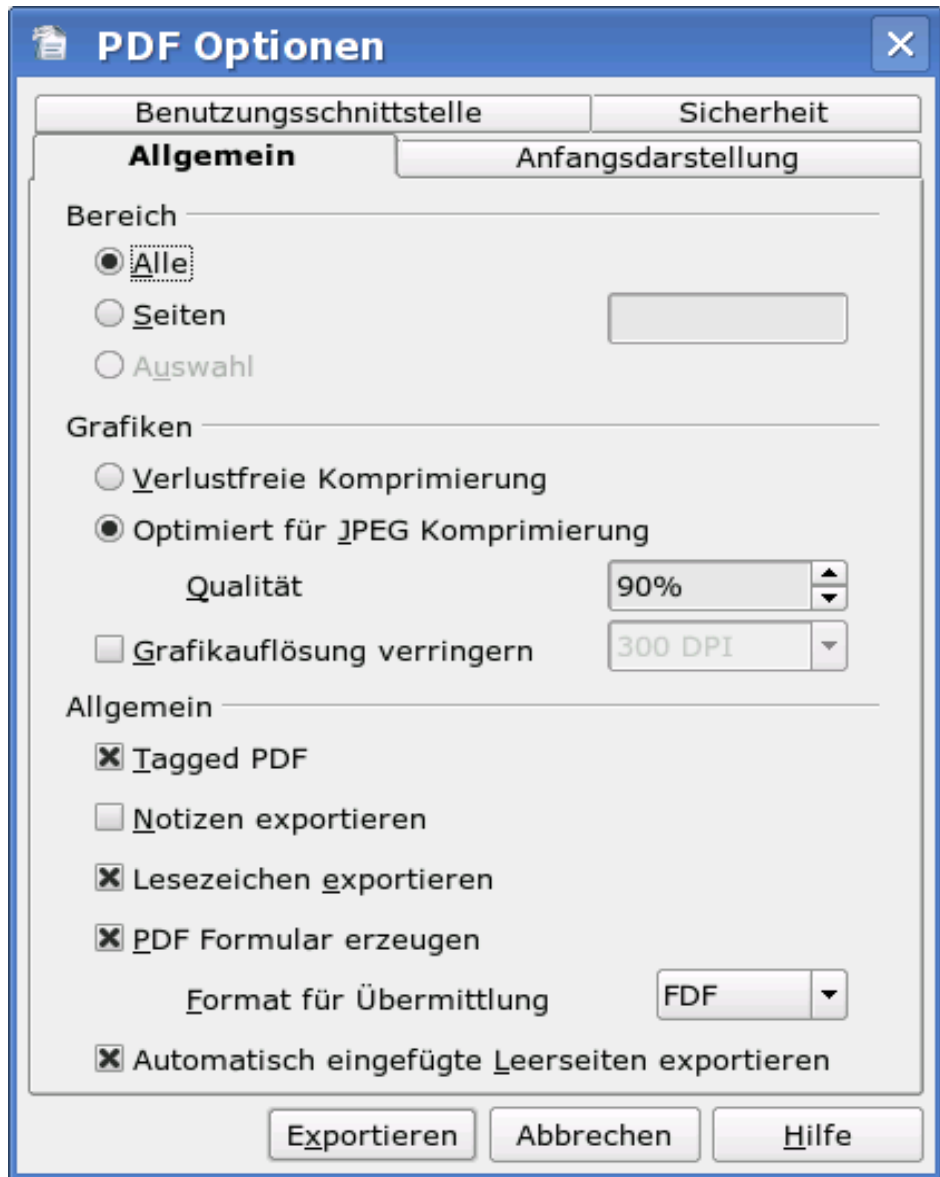 PDF Optionen
Benutzungsschnittstelle Sicherheit
Allgemein Anfangsdarstellung
Bereich
Alle
Seiten
Auswahl
Grafiken
Verlustfreie Komprimierung
Optimiert für JPEG Komprimierung
Qualität 90%
Grafikauflösung verringern 300 DPI
Allgemein
Tagged PDF
Notizen exportieren
Lesezeichen exportieren
PDF Formular erzeugen
Format für Übermittlung FDF
Automatisch eingefügte Leerseiten exportieren
Exportieren Abbrechen Hilfe